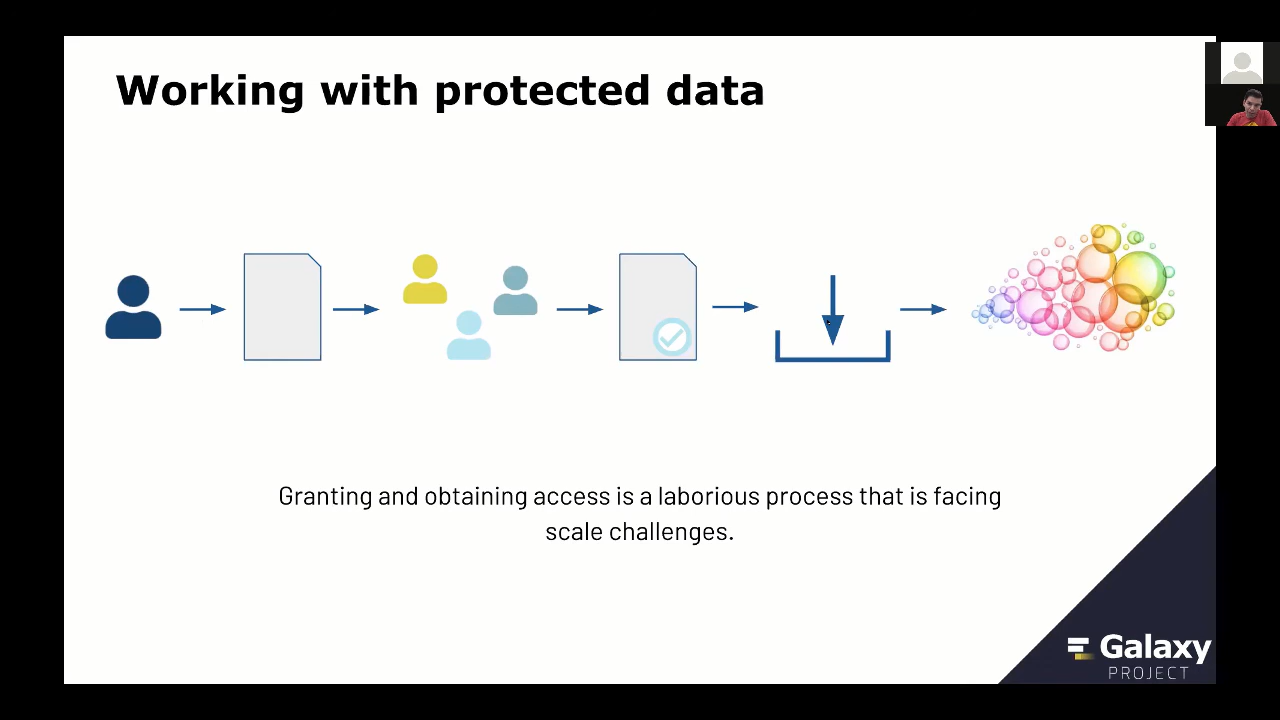 Working with protected data
Granting and obtaining access is a laborious process that is facing
scale challenges.
Galaxy
PROJECT